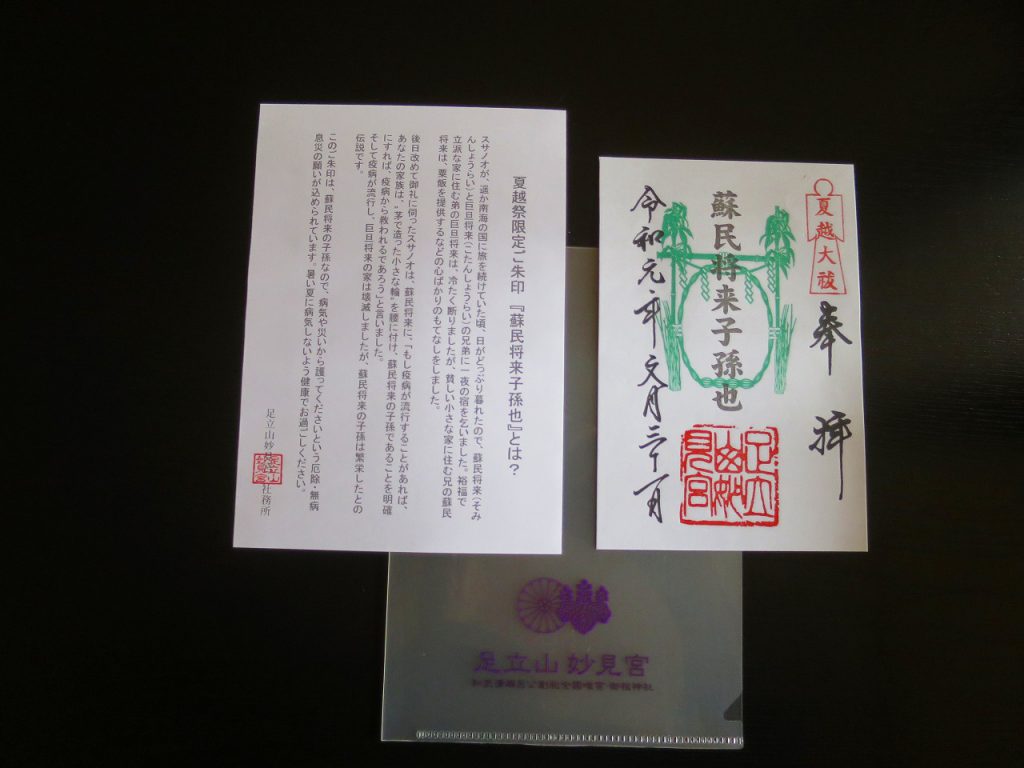 夏越祭限定ご朱印『蘇民将来子孫也』とは？
スサノオが、遥か南海の国に旅を続けていた頃、日がどっぷり暮れたので、蘇民将来（そみ
んしょうらい）と巨旦将来（こたんしょうらい）の兄弟に一夜の宿を乞いました。裕福で
立派な家に住む弟の巨旦将来は、冷たく断りましたが、貧しい小さな家に住む兄の蘇民
将来は、粟飯を提供するなどの心ばかりのもてなしをしました。
後日改めて御礼に伺ったスサノオは、蘇民将来に、「もし疫病が流行することがあれば、
あなたの家族は、“茅で造った小さな輪”を腰に付け、蘇民将来の子孫であることを明確
にすれば、疫病から救われるであろう」と言いました。
そして疫病が流行し、巨旦将来の家は壊滅しましたが、蘇民将来の子孫は繁栄したとの
伝説です。
このご朱印は、蘇民将来の子孫なので、病気や災いから護ってくださいという厄除・無病
息災の願いが込められています。暑い夏に病気しないよう健康でお過ごしください。
足立山妙見宮社務所
夏越大祓
奉拝
蘇民将来子孫也
足立山妙見宮
令和元年文月
足立山 妙見宮
御祖神社